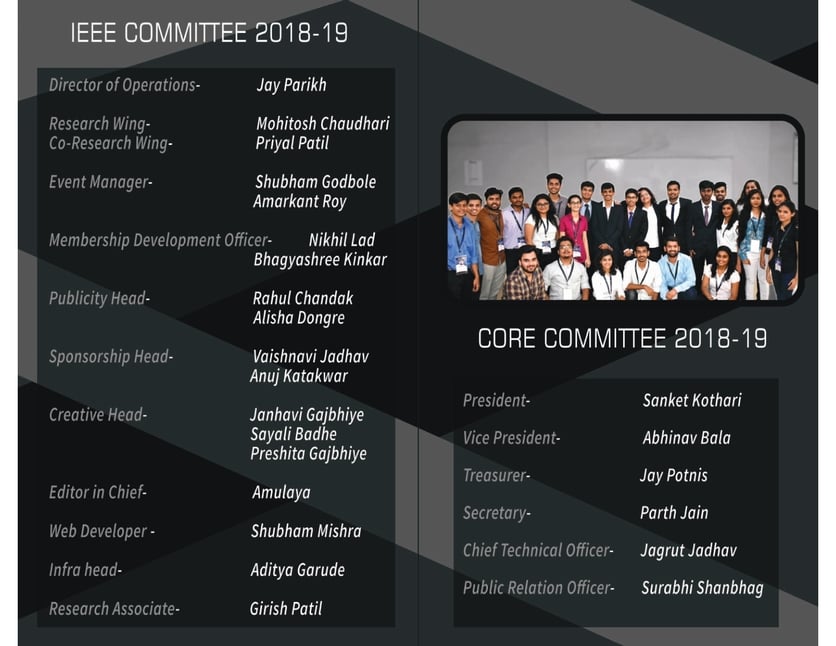 IEEE COMMITTEE 2018-19
Director of Operations- Jay Parikh
Research Wing- Mohitosh Chaudhari
Co-Research Wing- Priyal Patil
Event Manager- Shubham Godbole
Amarkant Roy
Membership Development Officer- Nikhil Lad
Bhagyashree Kinkar
Publicity Head- Rahul Chandak
Alisha Dongre
Sponsorship Head- Vaishnavi Jadhav
Anuj Katakwar
Creative Head- Janhavi Gajbhiye
Sayali Badhe
Preshita Gajbhiye
Editor in Chief- Amulaya
Web Developer - Shubham Mishra
Infra head- Aditya Garude
Research Associate- Girish Patil
CORE COMMITTEE 2018-19
President- Sanket Kothari
Vice President- Abhinav Bala
Treasurer- Jay Potnis
Secretary- Parth Jain
Chief Technical Officer- Jagrut Jadhav
Public Relation Officer- Surabhi Shanbhag